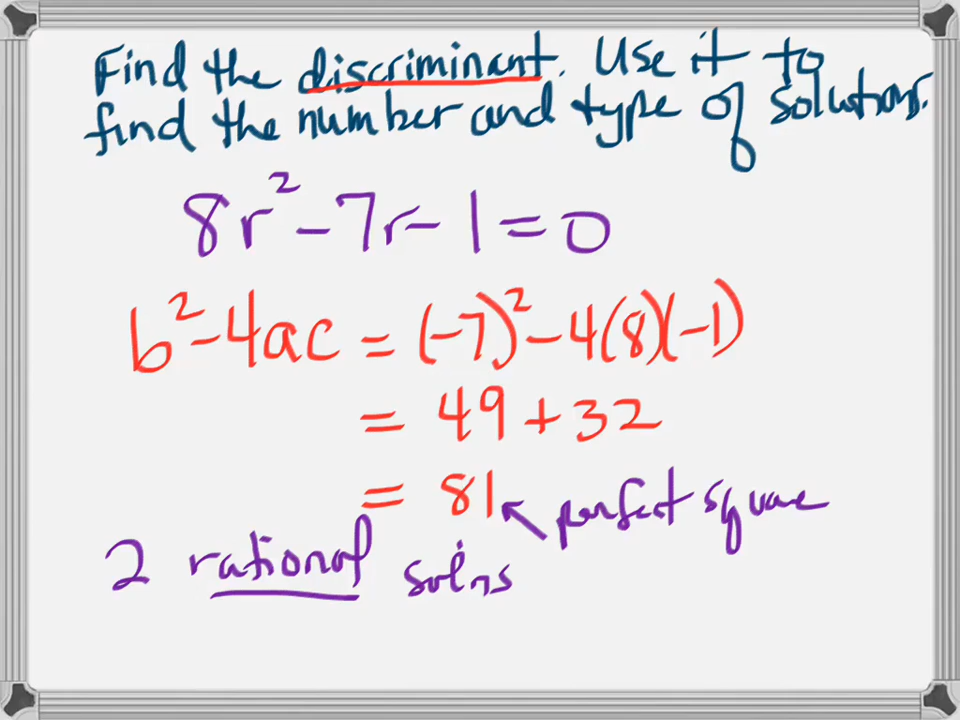 Find the discriminant. Use it to
find the number and type of solutions.
8r² - 7r - 1 = 0
b² - 4ac = (-7)² - 4(8)(-1)
= 49 + 32
= 81 ↖ perfect square
2 rational soln's